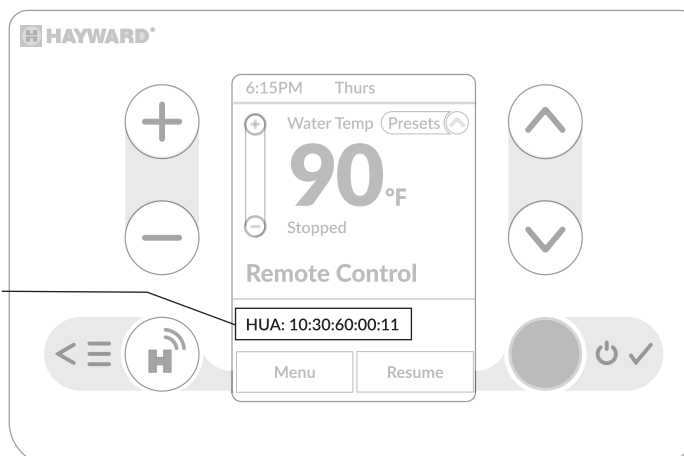 HAYWARD®
6:15PM Thurs
Water Temp Presets
90°F
Stopped
Remote Control
HUA: 10:30:60:00:11
H
Menu Resume